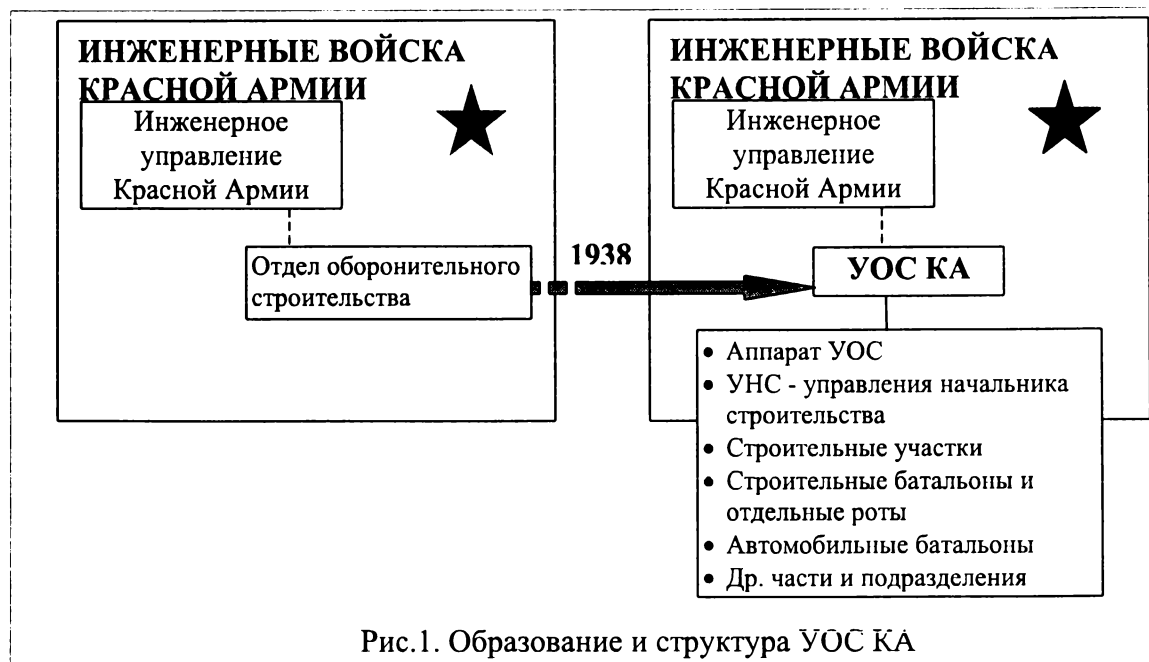 ИНЖЕНЕРНЫЕ ВОЙСКА
КРАСНОЙ АРМИИ
Инженерное
управление
Красной Армии
Отдел оборонительного
строительства
1938
ИНЖЕНЕРНЫЕ ВОЙСКА
КРАСНОЙ АРМИИ
Инженерное
управление
Красной Армии
УОС КА
• Аппарат УОС
• УНС - управления начальника
строительства
• Строительные участки
• Строительные батальоны и
отдельные роты
• Автомобильные батальоны
• Др. части и подразделения
Рис.1. Образование и структура УОС КА